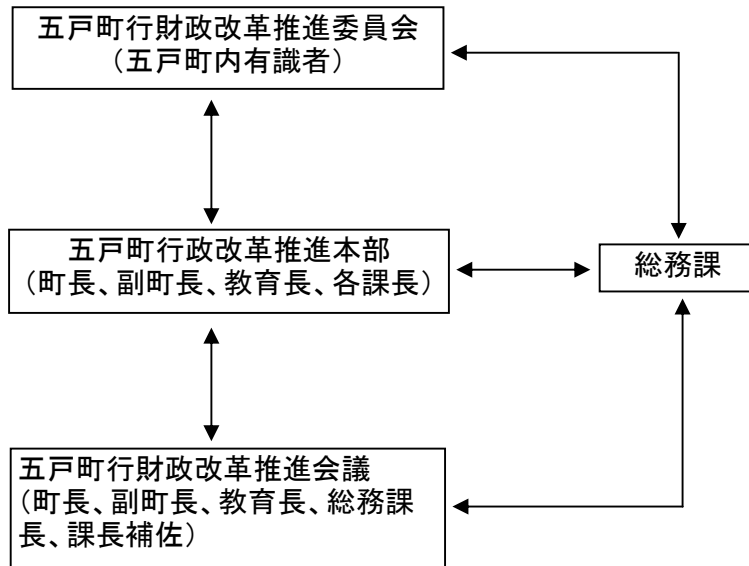 五戸町行財政改革推進委員会
（五戸町内有識者）
五戸町行政改革推進本部
（町長、副町長、教育長、各課長）
総務課
五戸町行財政改革推進会議
（町長、副町長、教育長、総務課
長、課長補佐）